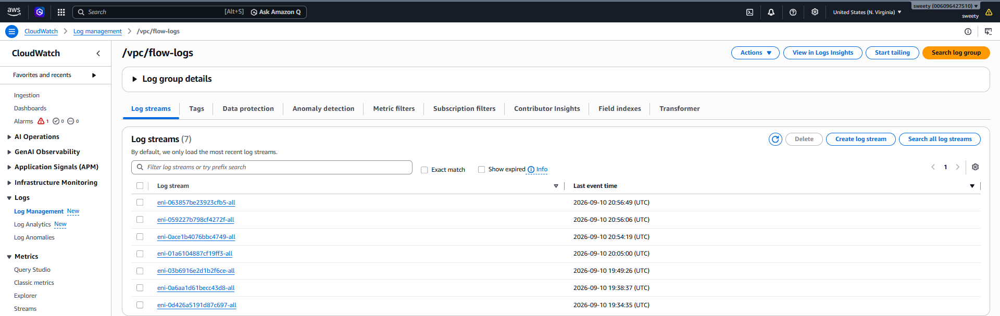 aws
Search [Alt+S] Ask Amazon Q
United States (N. Virginia)
sweety (006096427510)
sweety
CloudWatch > Log management > /vpc/flow-logs
CloudWatch
Favorites and recents
Ingestion
Dashboards
Alarms 1 0 0
AI Operations
GenAI Observability
Application Signals (APM)
Infrastructure Monitoring
Logs
Log Management New
Log Analytics New
Log Anomalies
Metrics
Query Studio
Classic metrics
Explorer
Streams
/vpc/flow-logs
Actions View in Logs Insights Start tailing Search log group
Log group details
Log streams Tags Data protection Anomaly detection Metric filters Subscription filters Contributor Insights Field indexes Transformer
Log streams (7)
Delete Create log stream Search all log streams
By default, we only load the most recent log streams.
Filter log streams or try prefix search Exact match Show expired Info 1
Log stream Last event time
eni-063857be23923cfb5-all 2026-09-10 20:56:49 (UTC)
eni-059227b798cf4272f-all 2026-09-10 20:56:06 (UTC)
eni-0ace1b4076bbc4749-all 2026-09-10 20:54:19 (UTC)
eni-01a6104887cf19ff3-all 2026-09-10 20:05:00 (UTC)
eni-03b6916e2d1b2f6ce-all 2026-09-10 19:49:26 (UTC)
eni-0a6aa1d61becc43d8-all 2026-09-10 19:38:37 (UTC)
eni-0d426a5191d87c697-all 2026-09-10 19:34:35 (UTC)